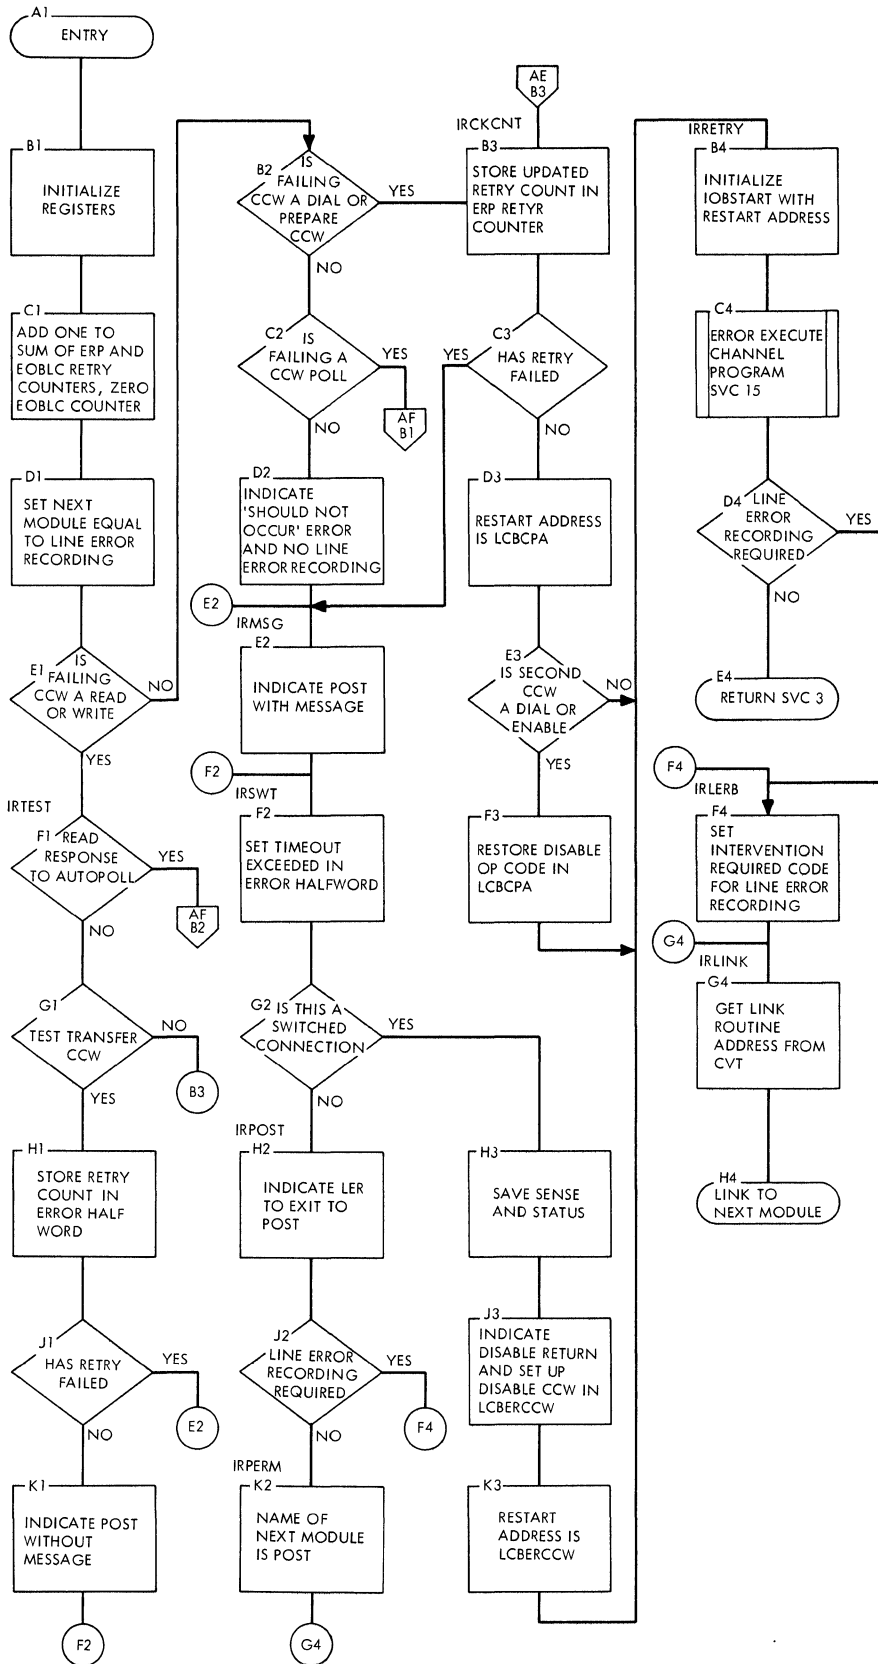 A1
ENTRY
B1
INITIALIZE
REGISTERS
C1
ADD ONE TO
SUM OF ERP AND
EOBLC RETRY
COUNTERS, ZERO
EOBLC COUNTER
D1
SET NEXT
MODULE EQUAL
TO LINE ERROR
RECORDING
E1
IS
FAILING
CCW A READ
OR WRITE
NO
YES
IRTEST
F1
READ
RESPONSE
TO AUTOPOLL
YES
AF
B2
NO
G1
TEST TRANSFER
CCW
NO
B3
YES
H1
STORE RETRY
COUNT IN
ERROR HALF
WORD
J1
HAS RETRY
FAILED
YES
E2
NO
K1
INDICATE POST
WITHOUT
MESSAGE
F2
B2
IS
FAILING
CCW A DIAL OR
PREPARE
CCW
YES
NO
C2
IS
FAILING A
CCW POLL
YES
AF
B1
NO
D2
INDICATE
'SHOULD NOT
OCCUR' ERROR
AND NO LINE
ERROR RECORDING
E2
IRMSG
E2
INDICATE POST
WITH MESSAGE
F2
IRSWT
F2
SET TIMEOUT
EXCEEDED IN
ERROR HALFWORD
G2
IS THIS A
SWITCHED
CONNECTION
YES
NO
IRPOST
H2
INDICATE LER
TO EXIT TO
POST
J2
LINE ERROR
RECORDING
REQUIRED
YES
F4
NO
IRPERM
K2
NAME OF
NEXT MODULE
IS POST
G4
AE
B3
IRCKCNT
B3
STORE UPDATED
RETRY COUNT IN
ERP RETYR
COUNTER
C3
YES
HAS RETRY
FAILED
NO
D3
RESTART ADDRESS
IS LCBCPA
E3
IS SECOND
CCW
A DIAL OR
ENABLE
NO
YES
F3
RESTORE DISABLE
OP CODE IN
LCBCPA
H3
SAVE SENSE
AND STATUS
J3
INDICATE
DISABLE RETURN
AND SET UP
DISABLE CCW IN
LCBERCCW
K3
RESTART
ADDRESS IS
LCBERCCW
IRRETRY
B4
INITIALIZE
IOBSTART WITH
RESTART ADDRESS
C4
ERROR EXECUTE
CHANNEL
PROGRAM
SVC 15
D4
LINE
ERROR
RECORDING
REQUIRED
YES
NO
E4
RETURN SVC 3
F4
IRLERB
F4
SET
INTERVENTION
REQUIRED CODE
FOR LINE ERROR
RECORDING
G4
IRLINK
G4
GET LINK
ROUTINE
ADDRESS FROM
CVT
H4
LINK TO
NEXT MODULE